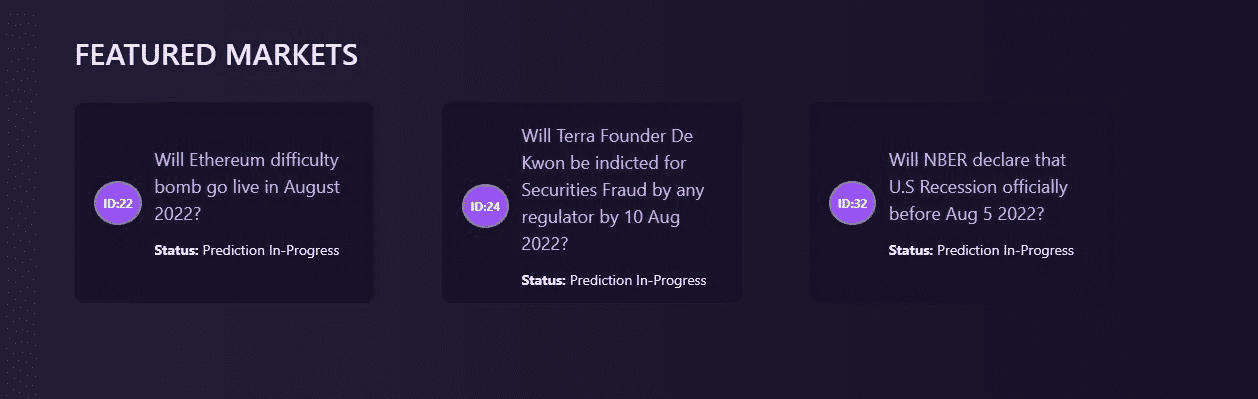 FEATURED MARKETS
ID:22
Will Ethereum difficulty
bomb go live in August
2022?
Status: Prediction In-Progress
ID:24
Will Terra Founder De
Kwon be indicted for
Securities Fraud by any
regulator by 10 Aug
2022?
Status: Prediction In-Progress
ID:32
Will NBER declare that
U.S Recession officially
before Aug 5 2022?
Status: Prediction In-Progress